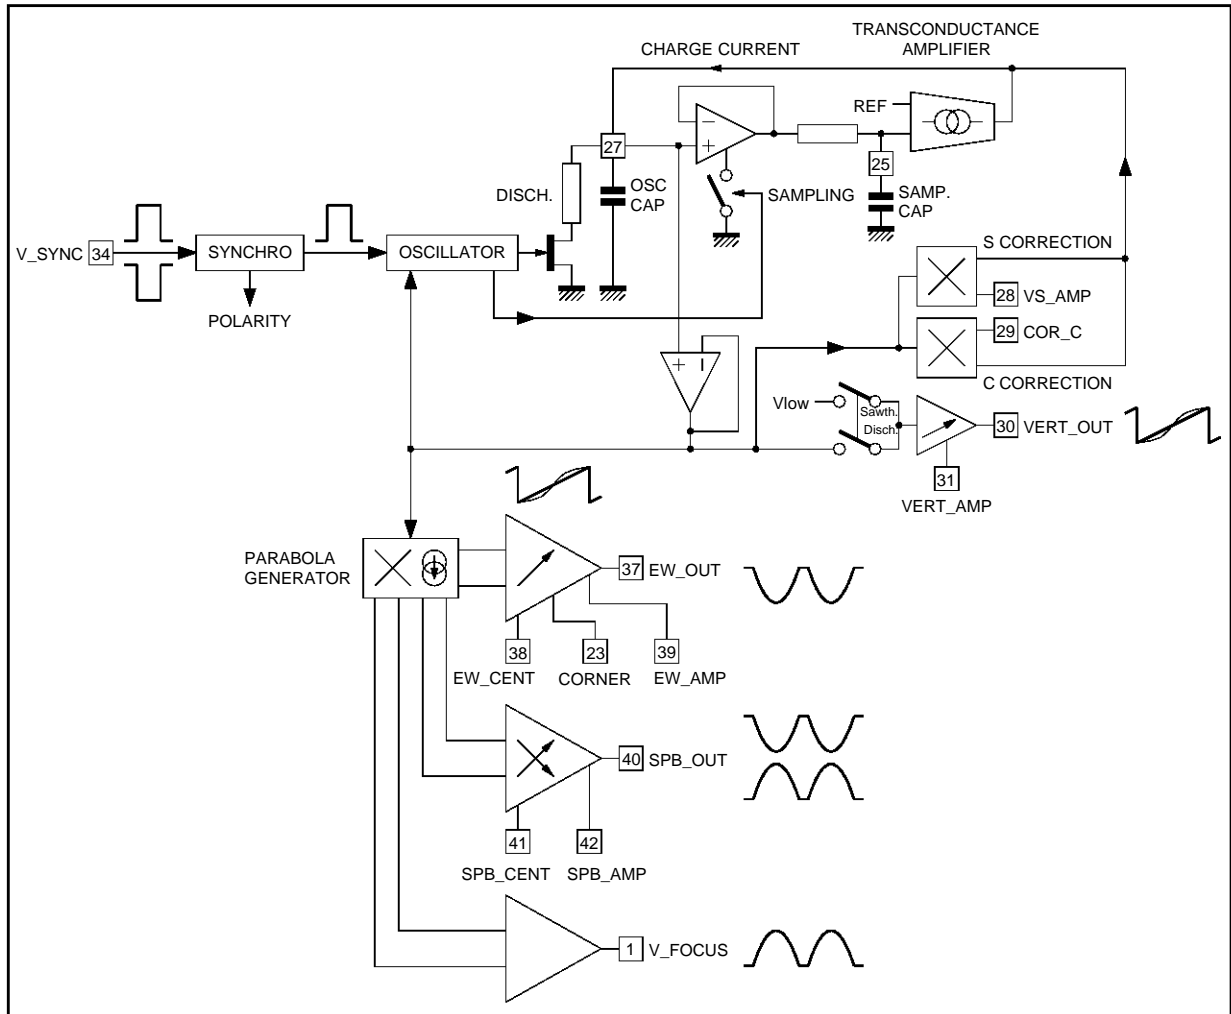 TRANSCONDUCTANCE
AMPLIFIER
CHARGE CURRENT
REF
27
25
DISCH.
OSC
CAP
SAMPLING
SAMP.
CAP
V_SYNC
34
SYNCHRO
OSCILLATOR
POLARITY
S CORRECTION
28
VS_AMP
29
COR_C
C CORRECTION
Vlow
Sawth.
Disch.
30
VERT_OUT
31
VERT_AMP
PARABOLA
GENERATOR
37
EW_OUT
38
23
39
EW_CENT
CORNER
EW_AMP
40
SPB_OUT
41
42
SPB_CENT
SPB_AMP
1
V_FOCUS